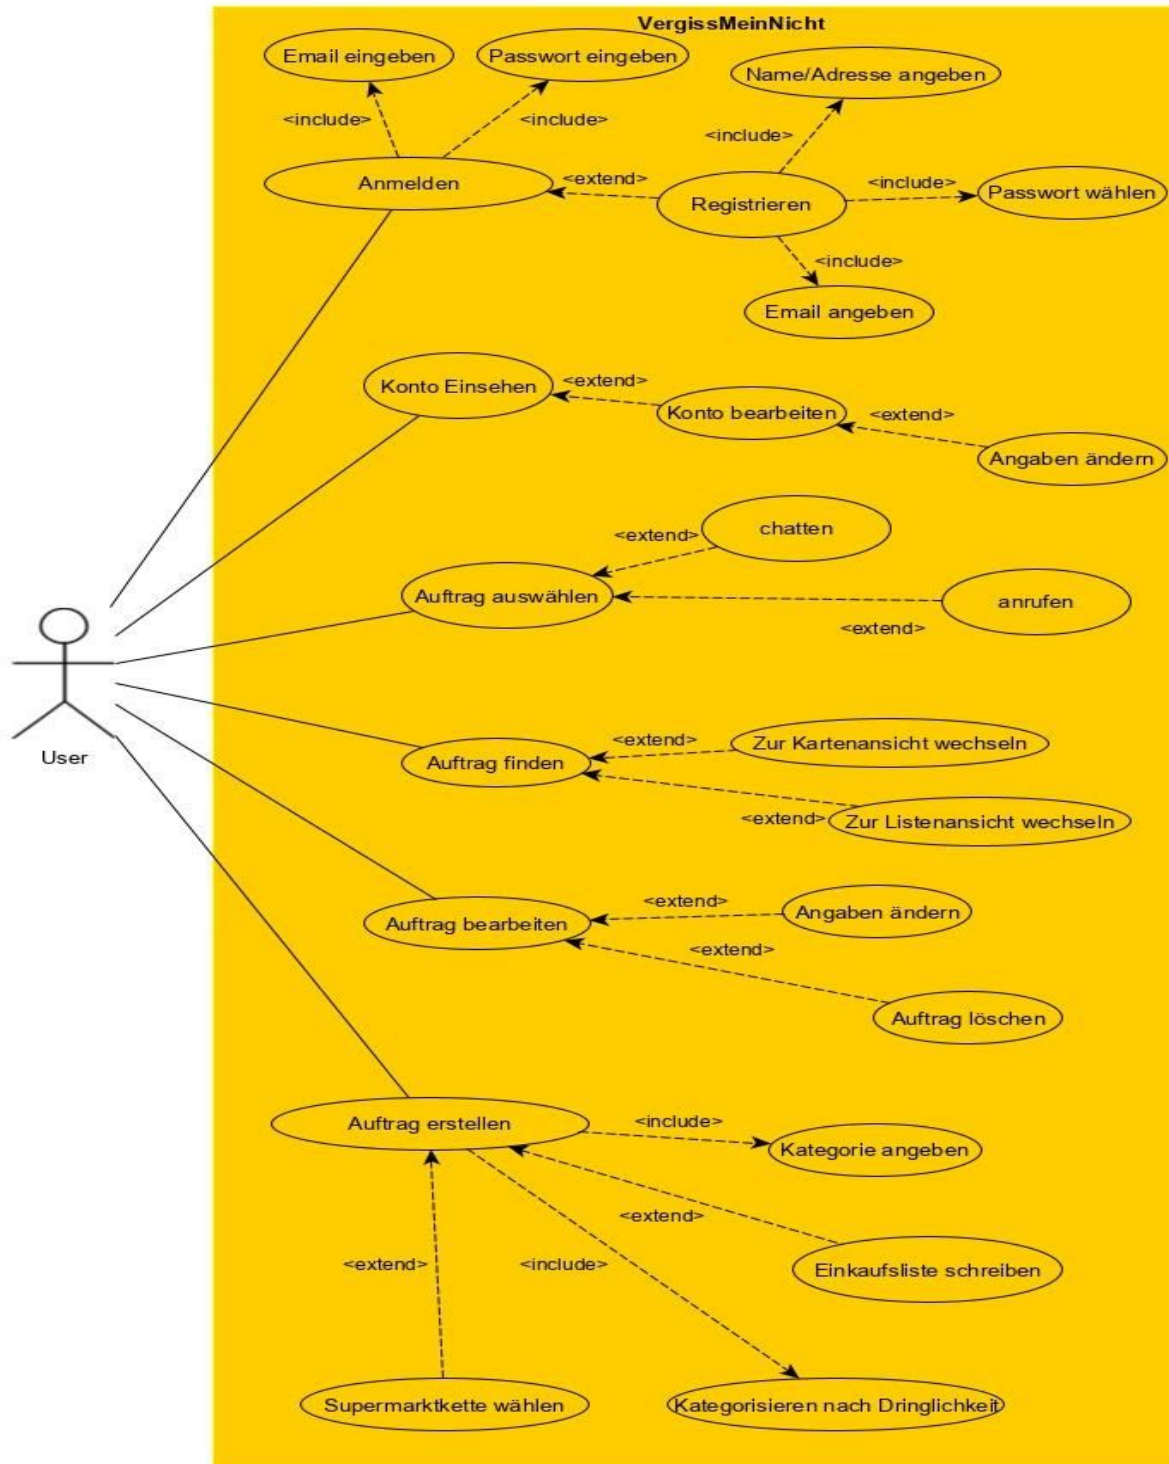 VergissMeinNicht
Email eingeben
Passwort eingeben
Name/Adresse angeben
<include>
<include>
<include>
Anmelden
<extend>
Registrieren
<include>
Passwort wählen
<include>
Email angeben
Konto Einsehen
<extend>
Konto bearbeiten
<extend>
Angaben ändern
chatten
<extend>
Auftrag auswählen
anrufen
<extend>
User
Auftrag finden
<extend>
Zur Kartenansicht wechseln
<extend>
Zur Listenansicht wechseln
Auftrag bearbeiten
<extend>
Angaben ändern
<extend>
Auftrag löschen
Auftrag erstellen
<include>
Kategorie angeben
<extend>
Einkaufsliste schreiben
<extend>
<include>
Supermarktkette wählen
Kategorisieren nach Dringlichkeit